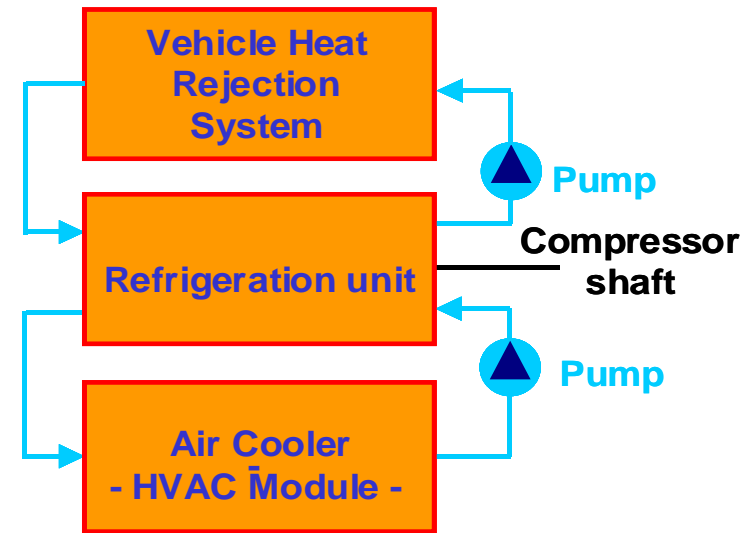 Vehicle Heat
Rejection
System
Pump
Compressor
shaft
Refrigeration unit
Pump
Air Cooler
- HVAC Module -